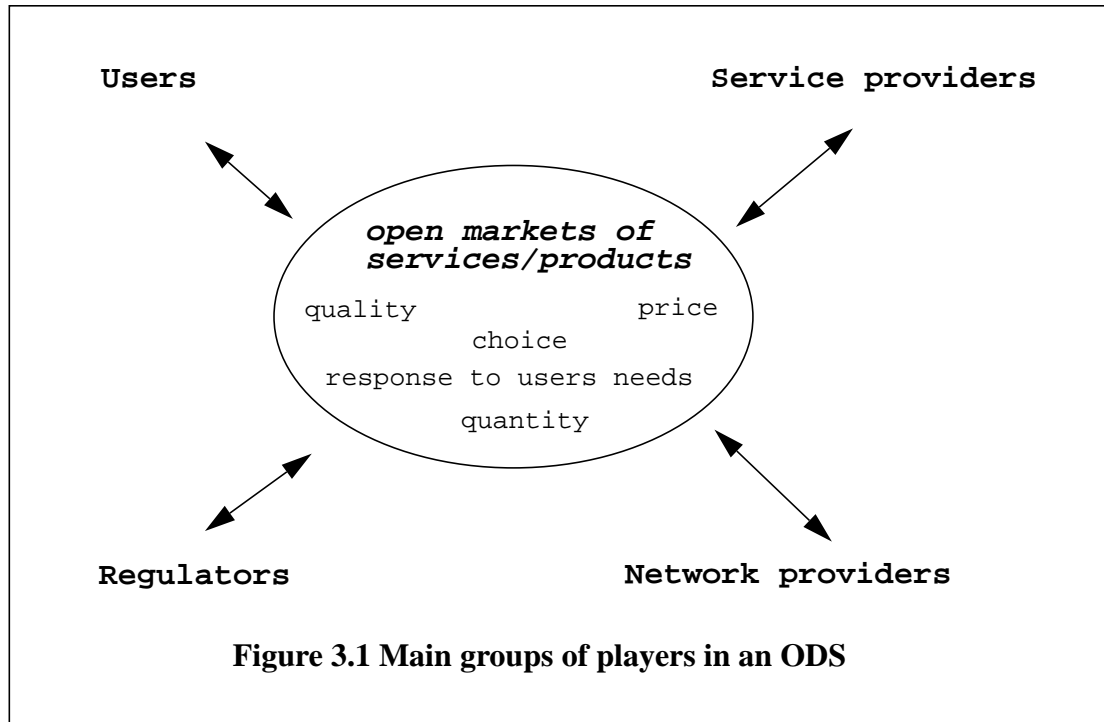 Users
Service providers
open markets of
services/products
quality
price
choice
response to users needs
quantity
Regulators
Network providers
Figure 3.1 Main groups of players in an ODS